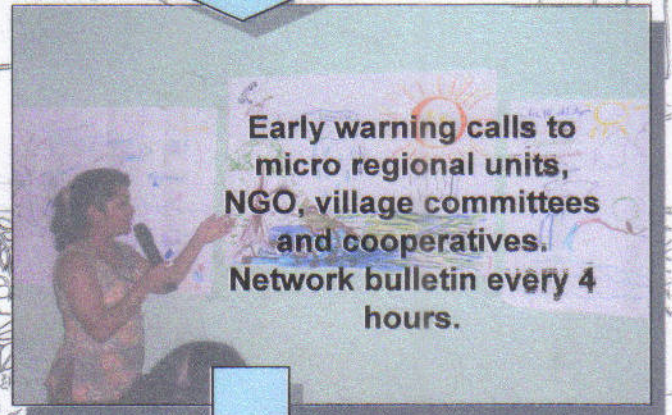 Early warning calls to
micro regional units,
NGO, village committees
and cooperatives.
Network bulletin every 4
hours.